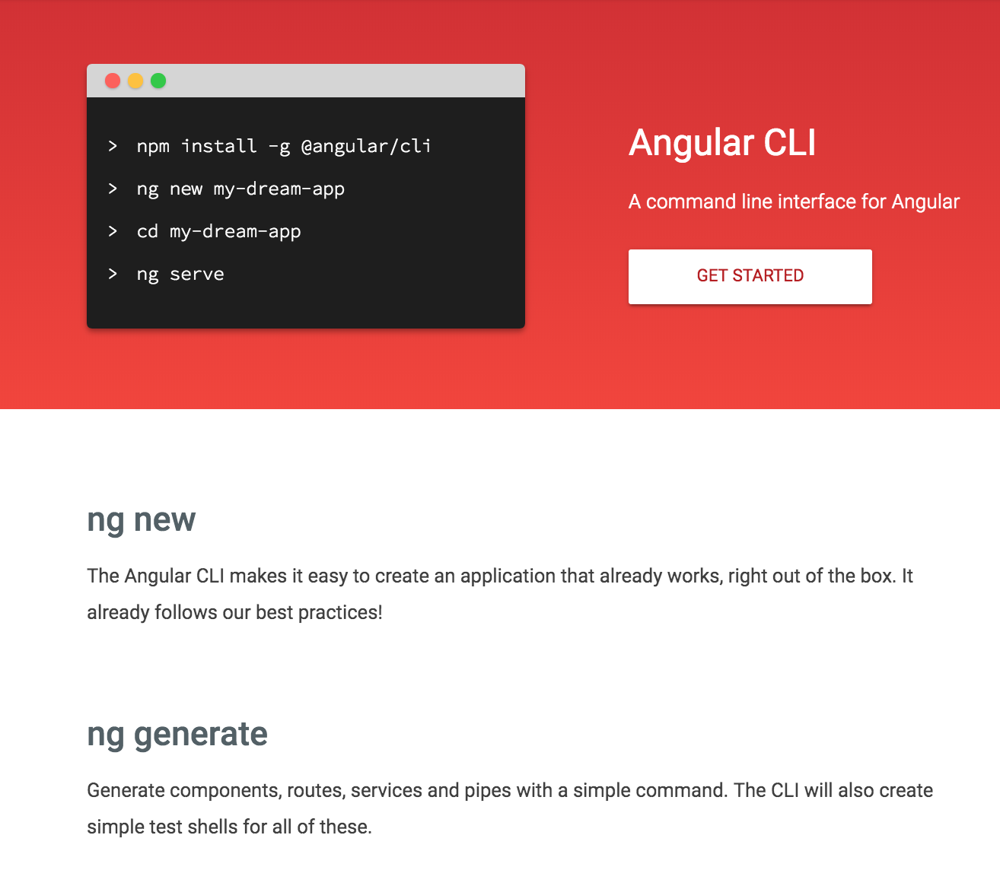 > npm install -g @angular/cli
> ng new my-dream-app
> cd my-dream-app
> ng serve
Angular CLI
A command line interface for Angular
GET STARTED
ng new
The Angular CLI makes it easy to create an application that already works, right out of the box. It
already follows our best practices!
ng generate
Generate components, routes, services and pipes with a simple command. The CLI will also create
simple test shells for all of these.